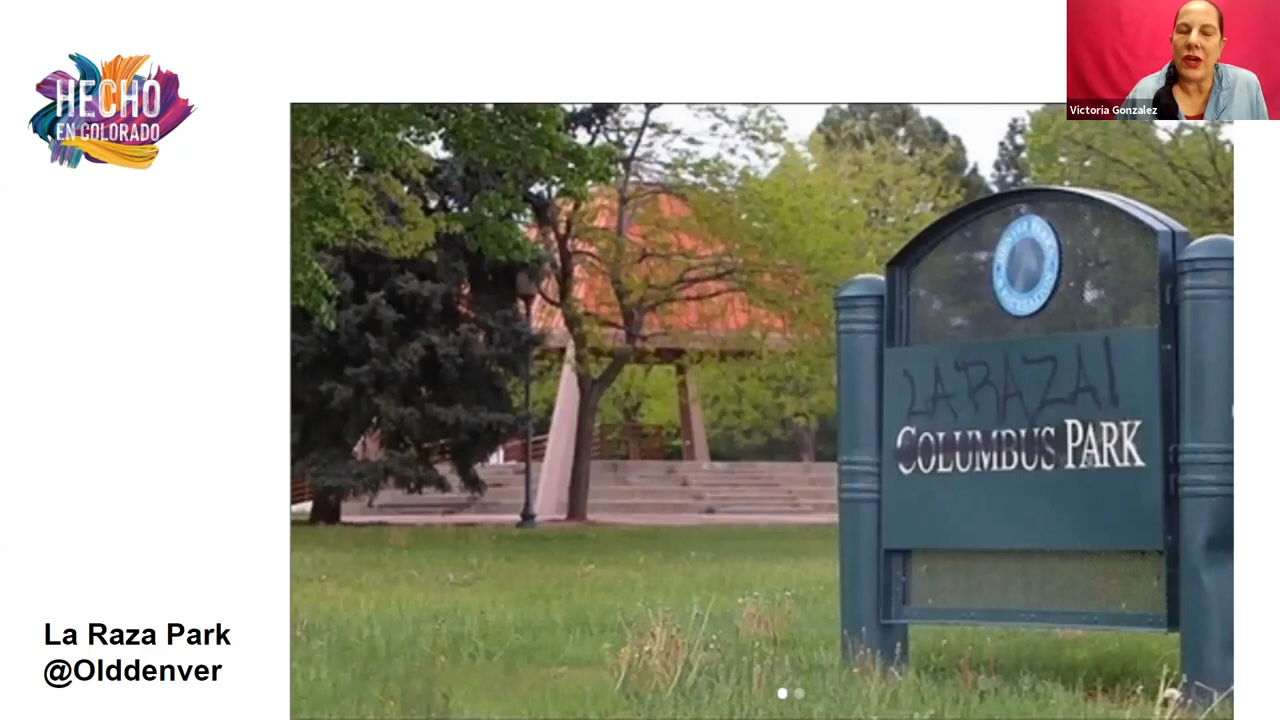 HECHO
EN COLORADO
Victoria Gonzalez
LA RAZA!
COLUMBUS PARK
La Raza Park
@Olddenver